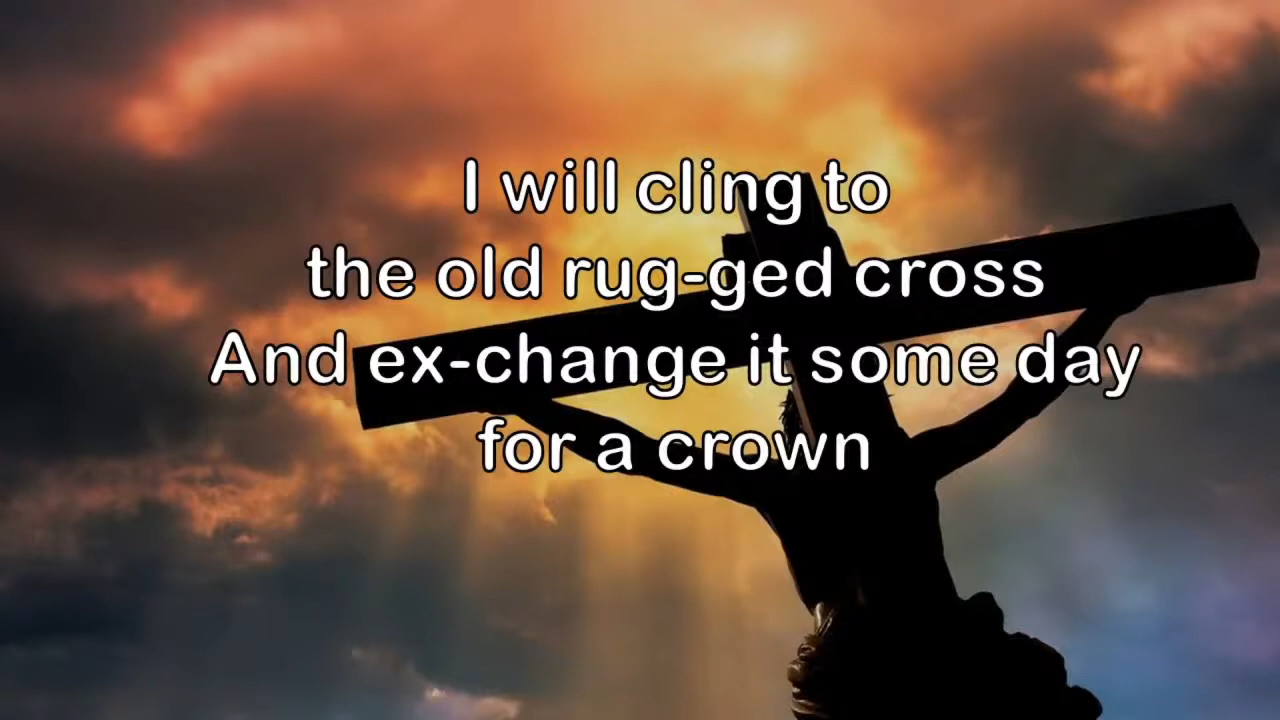 I will cling to
the old rug-ged cross
And ex-change it some day
for a crown